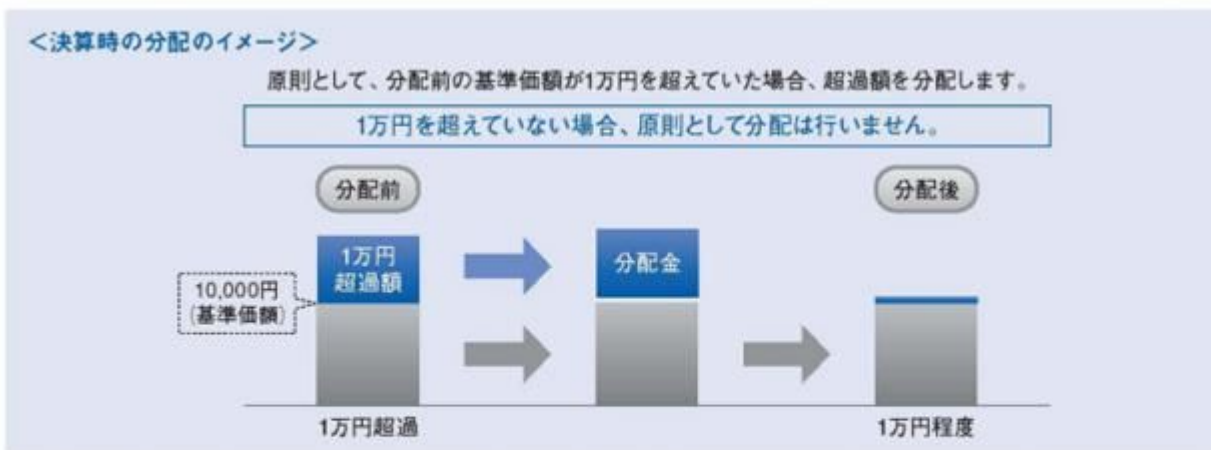 ＜決算時の分配のイメージ＞
原則として、分配前の基準価額が1万円を超えていた場合、超過額を分配します。
1万円を超えていない場合、原則として分配は行いません。
分配前
分配後
1万円
超過額
分配金
10,000円
（基準価額）
1万円超過
1万円程度